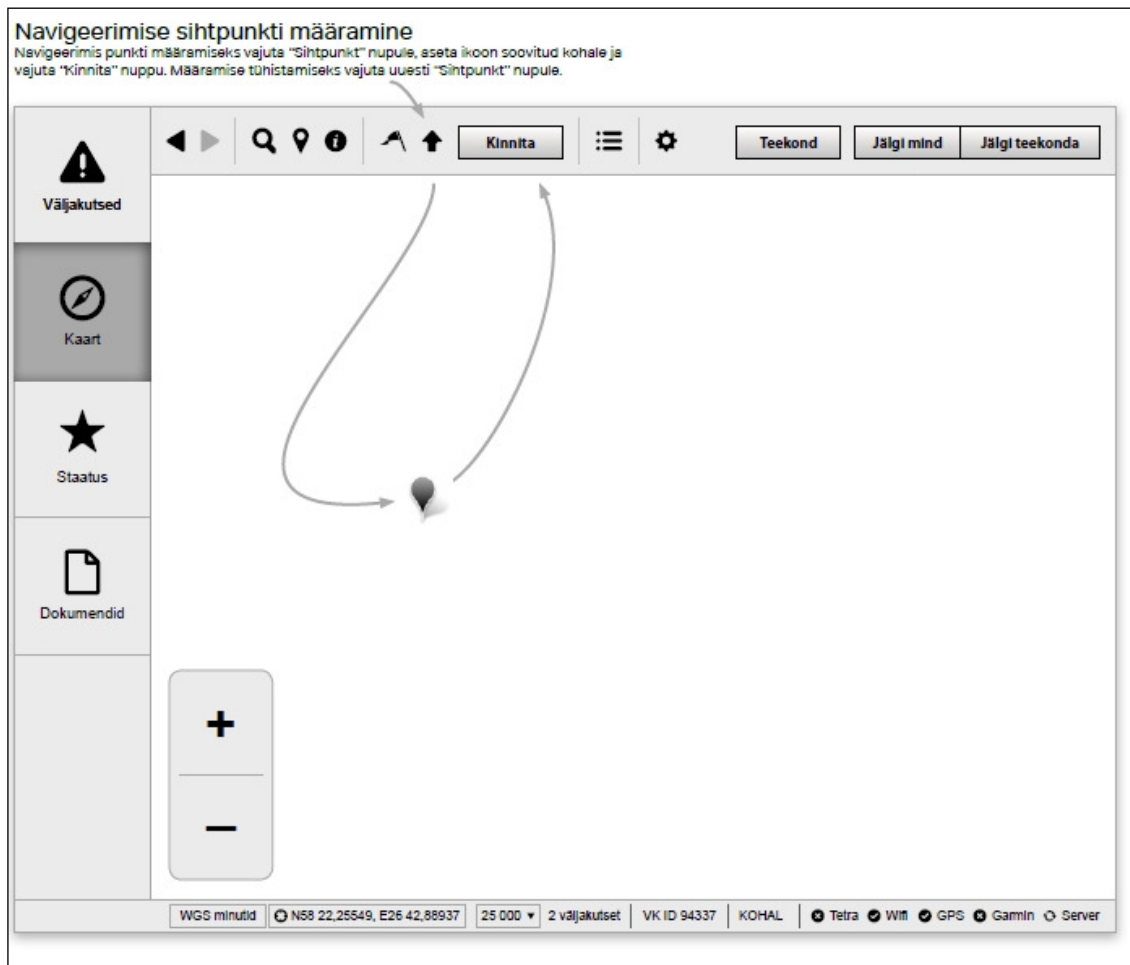 Navigeerimise sihtpunkti määramine
Navigeerimis punkti määramiseks vajuta “Sihtpunkt” nupule, aseta ikoon soovitud kohale ja
vajuta “Kinnita” nuppu. Määramise tühistamiseks vajuta uuesti “Sihtpunkt” nupule.
Kinnita
Teekond
Jälgi mind
Jälgi teekonda
Väljakutsed
Kaart
Staatus
Dokumendid
+
−
WGS minutid N58 22,25549, E26 42,88937 25 000 2 väljakutset VK ID 94337 KOHAL Tetra Wifi GPS Garmin Server